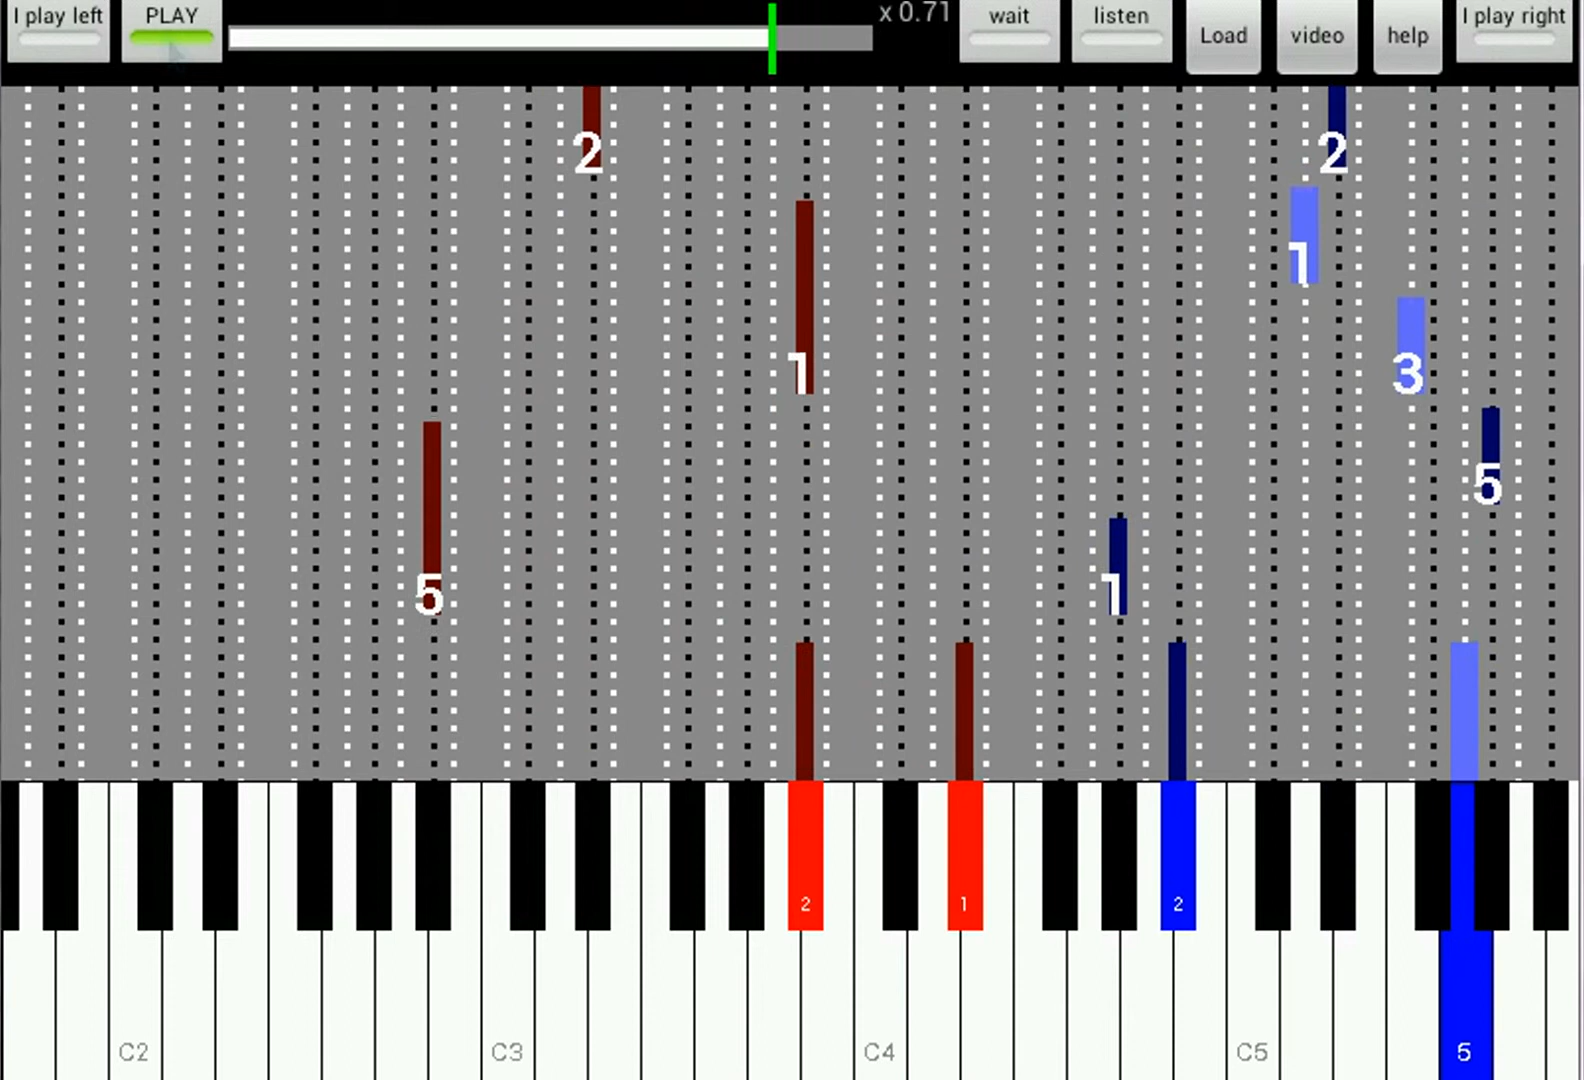 I play left
PLAY
x 0.71
wait
listen
Load
video
help
I play right
2
2
1
1
3
5
5
1
2
1
2
C2
C3
C4
C5
5